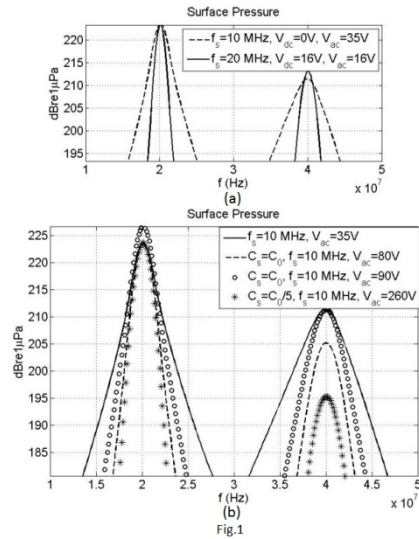 Surface Pressure
f_s=10 MHz, V_dc=0V, V_ac=35V
f_s=20 MHz, V_dc=16V, V_ac=16V
dBre1μPa
220
215
210
205
200
195
1 2 3 4 5
f (Hz)
x 10^7
(a)
Surface Pressure
f_s=10 MHz, V_ac=35V
C_s=C_0, f_s=10 MHz, V_ac=80V
C_s=C_0, f_s=10 MHz, V_ac=90V
C_s=C_0/5, f_s=10 MHz, V_ac=260V
dBre1μPa
225
220
215
210
205
200
195
190
185
1 1.5 2 2.5 3 3.5 4 4.5 5
f (Hz)
x 10^7
(b)
Fig.1